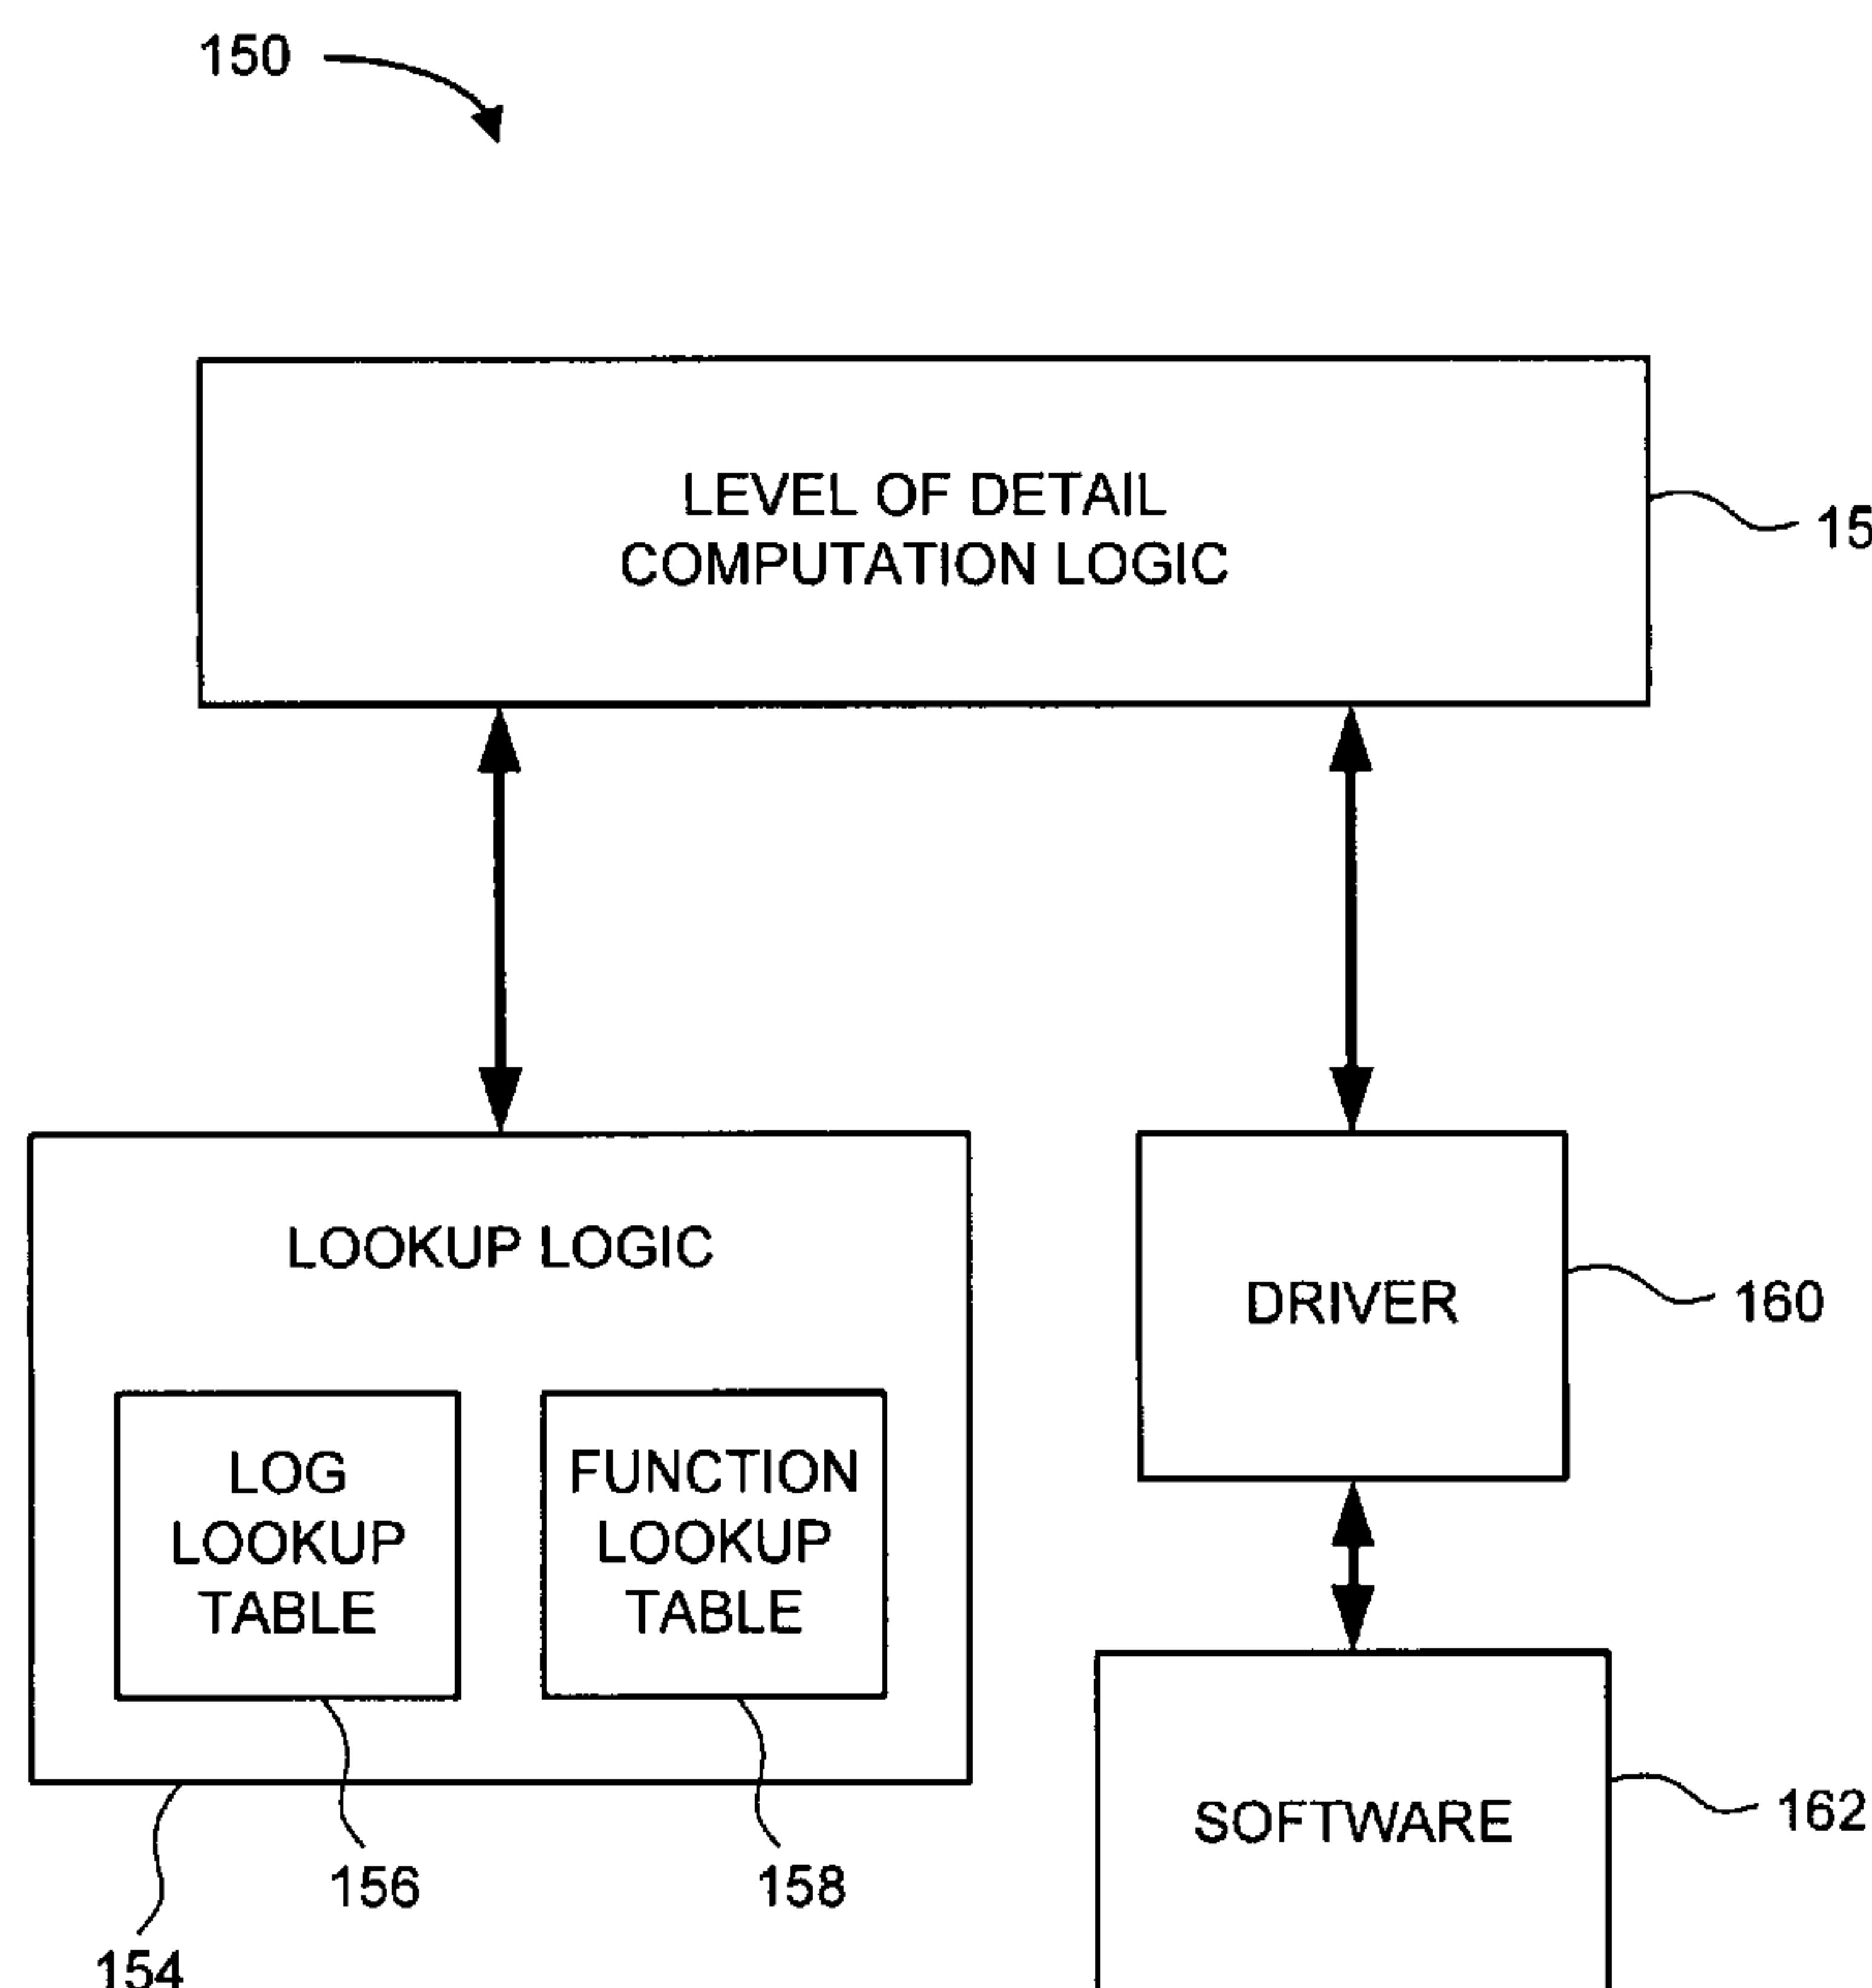 150
LEVEL OF DETAIL
COMPUTATION LOGIC
LOOKUP LOGIC
DRIVER
160
LOG
LOOKUP
TABLE
FUNCTION
LOOKUP
TABLE
SOFTWARE
162
156
158
154